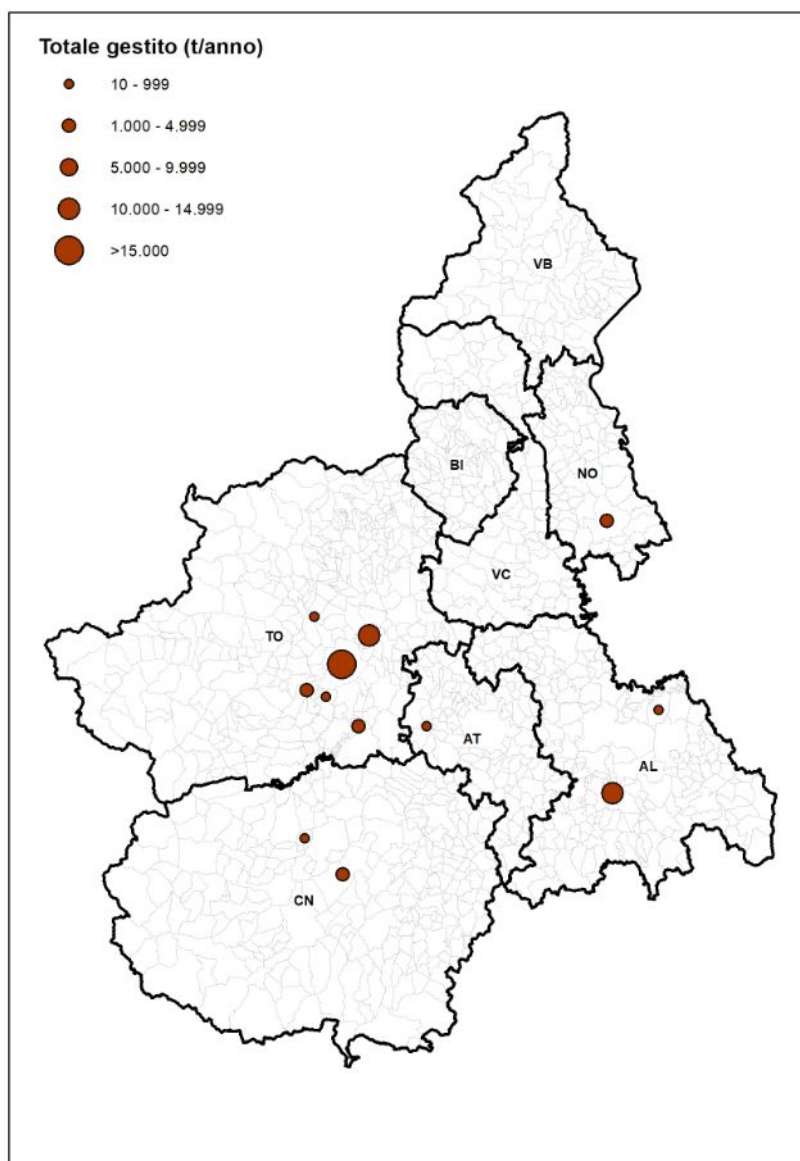 Totale gestito (t/anno)
10 - 999
1.000 - 4.999
5.000 - 9.999
10.000 - 14.999
>15.000
VB
BI
NO
VC
TO
AT
AL
CN